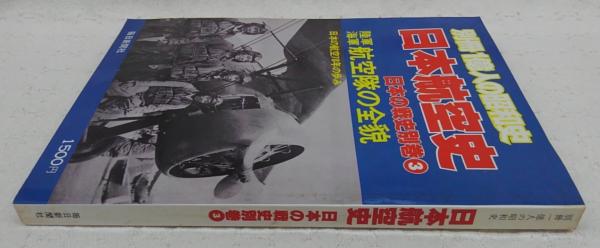 別冊1億人の昭和史
日本航空史
日本の戦史別巻3
陸軍
海軍
航空隊の全貌
日本の航空70年の歩み
毎日新聞社
1500円
別冊一億人の昭和史
日本航空史
日本の戦史別巻3
毎日新聞社